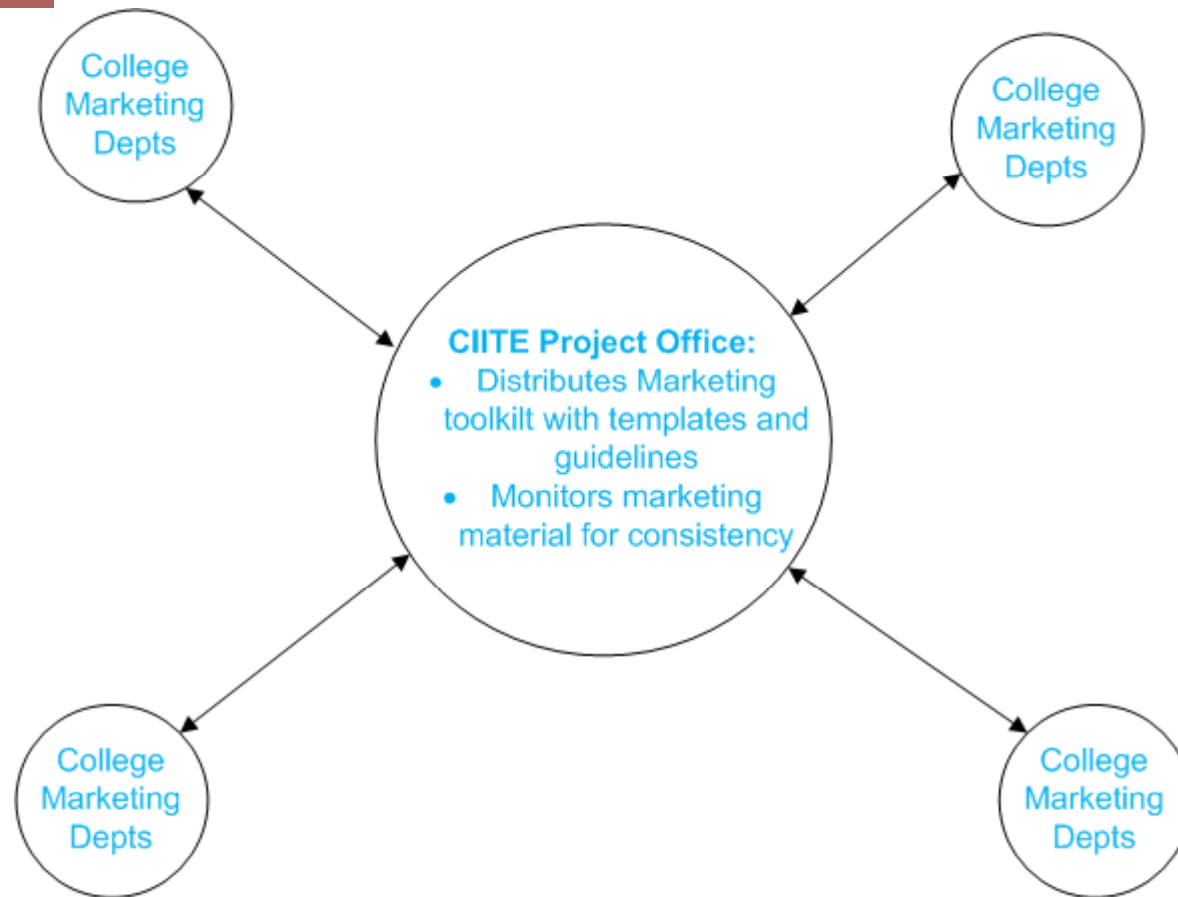 College
Marketing
Depts
College
Marketing
Depts
CIITE Project Office:
• Distributes Marketing
toolkilt with templates and
guidelines
• Monitors marketing
material for consistency
College
Marketing
Depts
College
Marketing
Depts